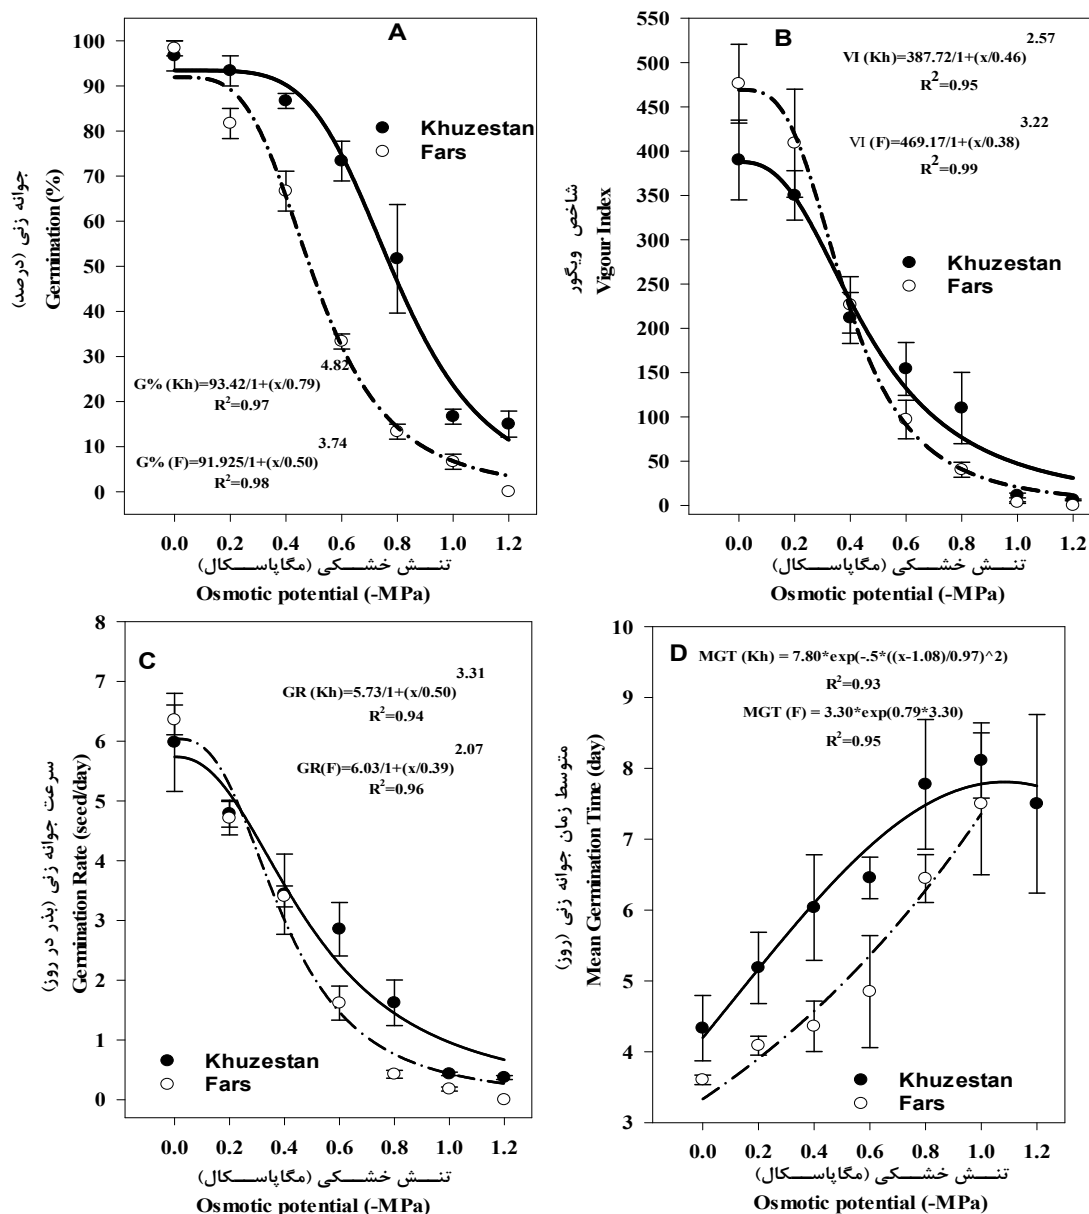 A
100
90
80
70
60
50
40
30
20
10
0
Khuzestan
Fars
جوانه زنی (درصد)
Germination (%)
4.82
G% (Kh)=93.42/1+(x/0.79)
R²=0.97
3.74
G% (F)=91.925/1+(x/0.50)
R²=0.98
0.0 0.2 0.4 0.6 0.8 1.0 1.2
تنش خشکی (مگاپاسکال)
Osmotic potential (-MPa)
B
550
500
450
400
350
300
250
200
150
100
50
0
2.57
VI (Kh)=387.72/1+(x/0.46)
R²=0.95
3.22
VI (F)=469.17/1+(x/0.38)
R²=0.99
شاخص ویگور
Vigour Index
Khuzestan
Fars
0.0 0.2 0.4 0.6 0.8 1.0 1.2
تنش خشکی (مگاپاسکال)
Osmotic potential (-MPa)
C
8
7
6
5
4
3
2
1
0
3.31
GR (Kh)=5.73/1+(x/0.50)
R²=0.94
2.07
GR(F)=6.03/1+(x/0.39)
R²=0.96
سرعت جوانه زنی (بذر در روز)
Germination Rate (seed/day)
Khuzestan
Fars
0.0 0.2 0.4 0.6 0.8 1.0 1.2
تنش خشکی (مگاپاسکال)
Osmotic potential (-MPa)
D
10
9
8
7
6
5
4
3
MGT (Kh) = 7.80*exp(-.5*((x-1.08)/0.97)^2)
R²=0.93
MGT (F) = 3.30*exp(0.79*3.30)
R²=0.95
متوسط زمان جوانه زنی (روز)
Mean Germination Time (day)
Khuzestan
Fars
0.0 0.2 0.4 0.6 0.8 1.0 1.2
تنش خشکی (مگاپاسکال)
Osmotic potential (-MPa)